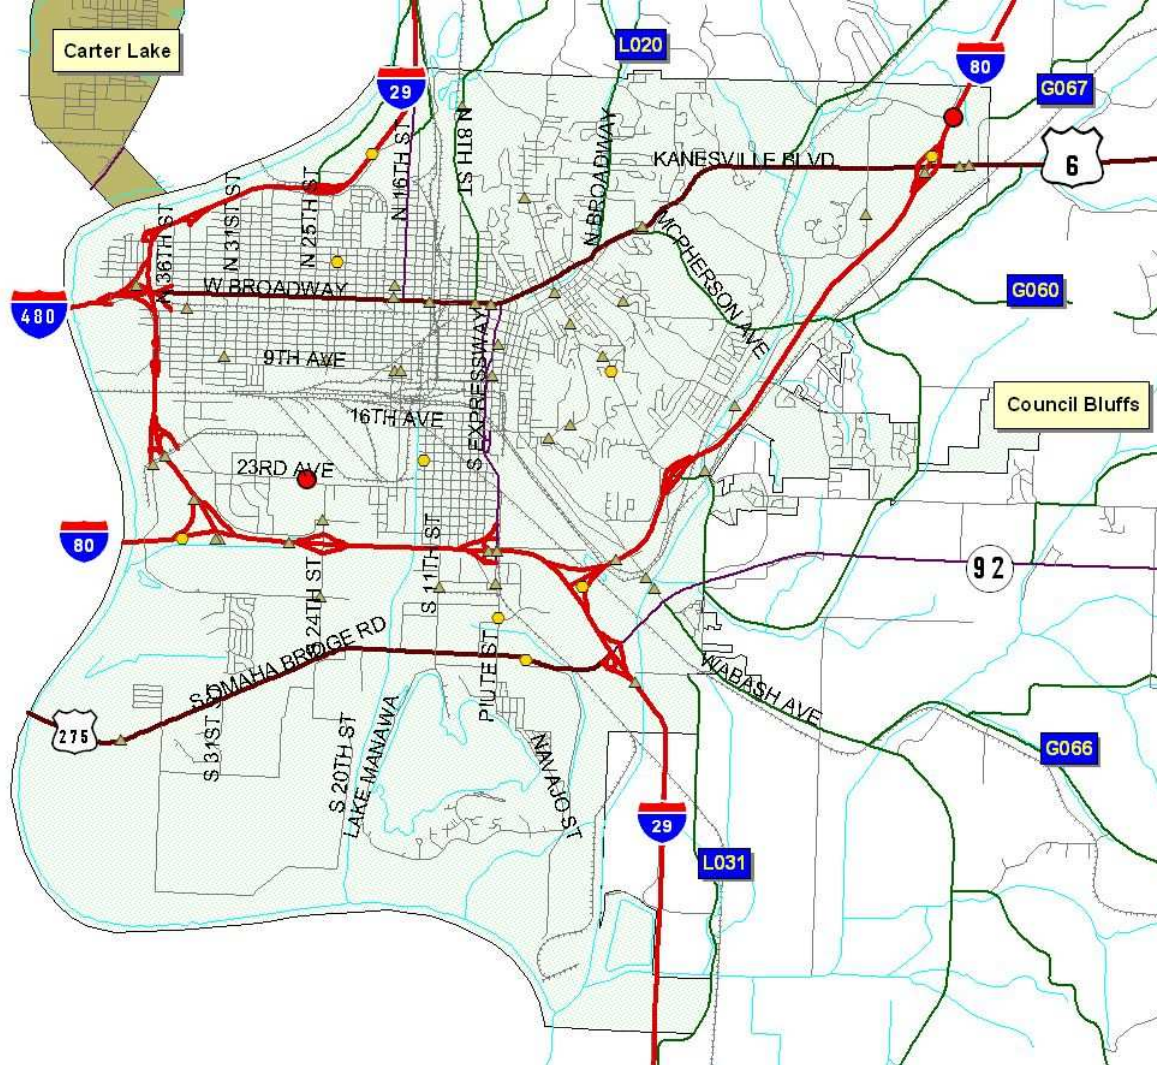 Carter Lake
L020
29
80
G067
6
N 8TH ST
N 16TH ST
N BROADWAY
KANESVILLE BLVD
N 25TH ST
N 31ST ST
N 36TH ST
MCPHERSON AVE
W BROADWAY
480
G060
9TH AVE
S EXPRESSWAY
16TH AVE
Council Bluffs
23RD AVE
80
92
S 11TH ST
S 24TH ST
S OMAHA BRIDGE RD
PIUTE ST
WABASH AVE
275
S 31ST S
S 20TH ST
LAKE MANAWA
NAVAJO ST
G066
29
L031